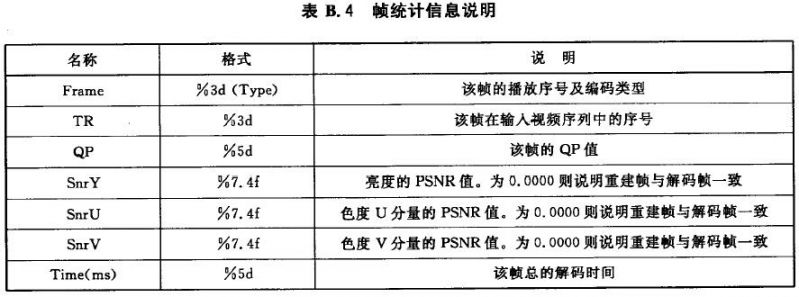 表 B.4 帧统计信息说明
名称 格式 说 明
Frame %3d (Type) 该帧的播放序号及编码类型
TR %3d 该帧在输入视频序列中的序号
QP %5d 该帧的 QP 值
SnrY %7.4f 亮度的 PSNR 值。为 0.0000 则说明重建帧与解码帧一致
SnrU %7.4f 色度 U 分量的 PSNR 值。为 0.0000 则说明重建帧与解码帧一致
SnrV %7.4f 色度 V 分量的 PSNR 值。为 0.0000 则说明重建帧与解码帧一致
Time(ms) %5d 该帧总的解码时间